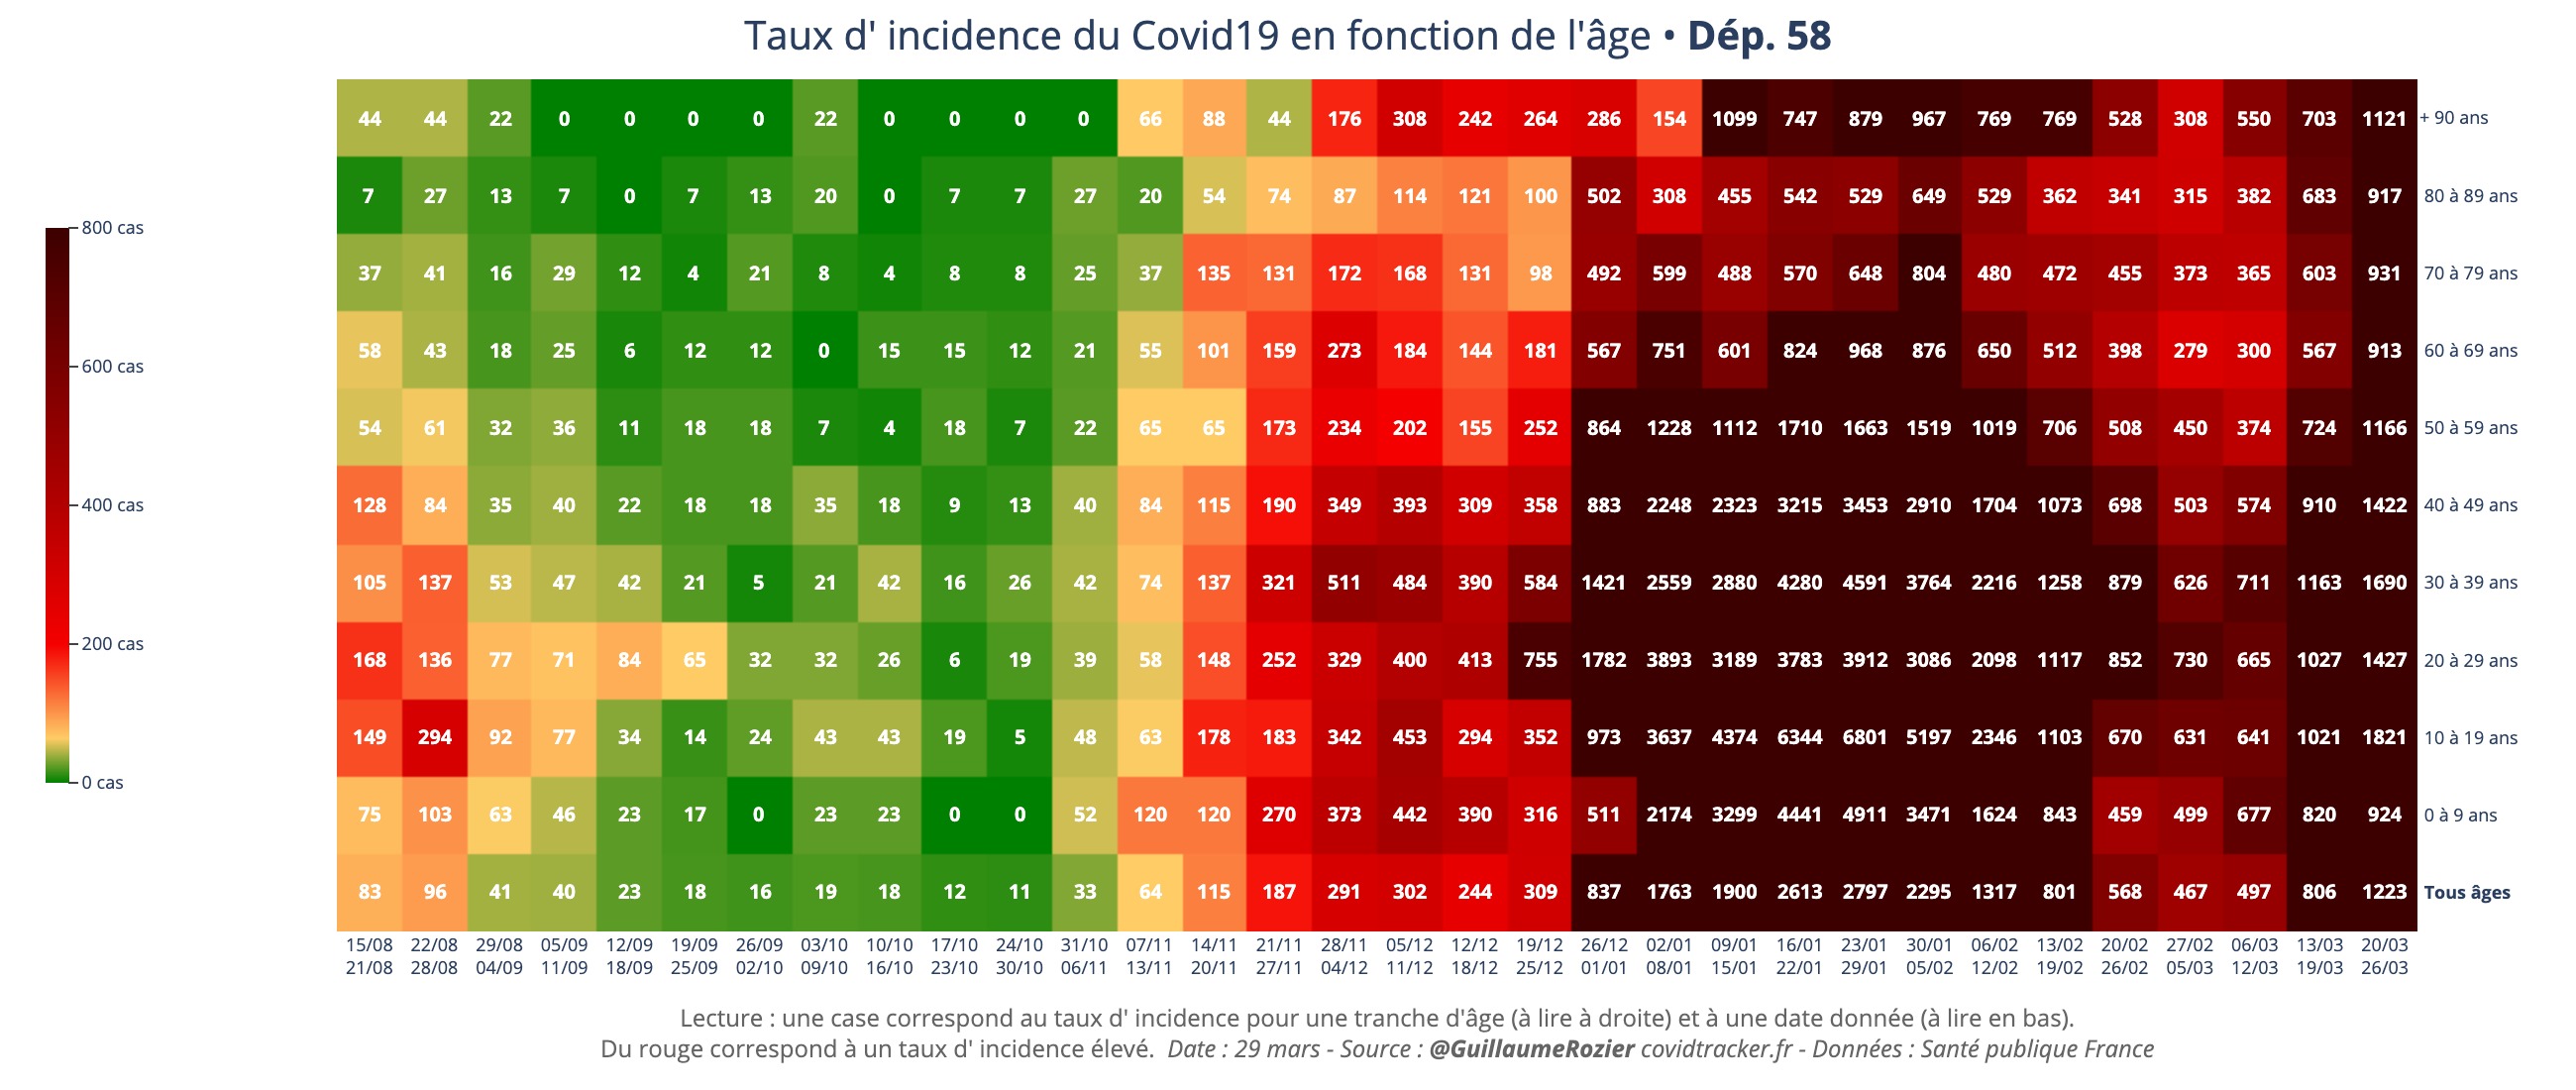 Taux d' incidence du Covid19 en fonction de l'âge • Dép. 58
44 44 22 0 0 0 0 22 0 0 0 0 66 88 44 176 308 242 264 286 154 1099 747 879 967 769 769 528 308 550 703 1121 + 90 ans
7 27 13 7 0 7 13 20 0 7 7 27 20 54 74 87 114 121 100 502 308 455 542 529 649 529 362 341 315 382 683 917 80 à 89 ans
800 cas
37 41 16 29 12 4 21 8 4 8 8 25 37 135 131 172 168 131 98 492 599 488 570 648 804 480 472 455 373 365 603 931 70 à 79 ans
58 43 18 25 6 12 12 0 15 15 12 21 55 101 159 273 184 144 181 567 751 601 824 968 876 650 512 398 279 300 567 913 60 à 69 ans
600 cas
54 61 32 36 11 18 18 7 4 18 7 22 65 65 173 234 202 155 252 864 1228 1112 1710 1663 1519 1019 706 508 450 374 724 1166 50 à 59 ans
400 cas
128 84 35 40 22 18 18 35 18 9 13 40 84 115 190 349 393 309 358 883 2248 2323 3215 3453 2910 1704 1073 698 503 574 910 1422 40 à 49 ans
105 137 53 47 42 21 5 21 42 16 26 42 74 137 321 511 484 390 584 1421 2559 2880 4280 4591 3764 2216 1258 879 626 711 1163 1690 30 à 39 ans
200 cas
168 136 77 71 84 65 32 32 26 6 19 39 58 148 252 329 400 413 755 1782 3893 3189 3783 3912 3086 2098 1117 852 730 665 1027 1427 20 à 29 ans
149 294 92 77 34 14 24 43 43 19 5 48 63 178 183 342 453 294 352 973 3637 4374 6344 6801 5197 2346 1103 670 631 641 1021 1821 10 à 19 ans
0 cas
75 103 63 46 23 17 0 23 23 0 0 52 120 120 270 373 442 390 316 511 2174 3299 4441 4911 3471 1624 843 459 499 677 820 924 0 à 9 ans
83 96 41 40 23 18 16 19 18 12 11 33 64 115 187 291 302 244 309 837 1763 1900 2613 2797 2295 1317 801 568 467 497 806 1223 Tous âges
15/08 22/08 29/08 05/09 12/09 19/09 26/09 03/10 10/10 17/10 24/10 31/10 07/11 14/11 21/11 28/11 05/12 12/12 19/12 26/12 02/01 09/01 16/01 23/01 30/01 06/02 13/02 20/02 27/02 06/03 13/03 20/03
21/08 28/08 04/09 11/09 18/09 25/09 02/10 09/10 16/10 23/10 30/10 06/11 13/11 20/11 27/11 04/12 11/12 18/12 25/12 01/01 08/01 15/01 22/01 29/01 05/02 12/02 19/02 26/02 05/03 12/03 19/03 26/03
Lecture : une case correspond au taux d' incidence pour une tranche d'âge (à lire à droite) et à une date donnée (à lire en bas).
Du rouge correspond à un taux d' incidence élevé. Date : 29 mars - Source : @GuillaumeRozier covidtracker.fr - Données : Santé publique France